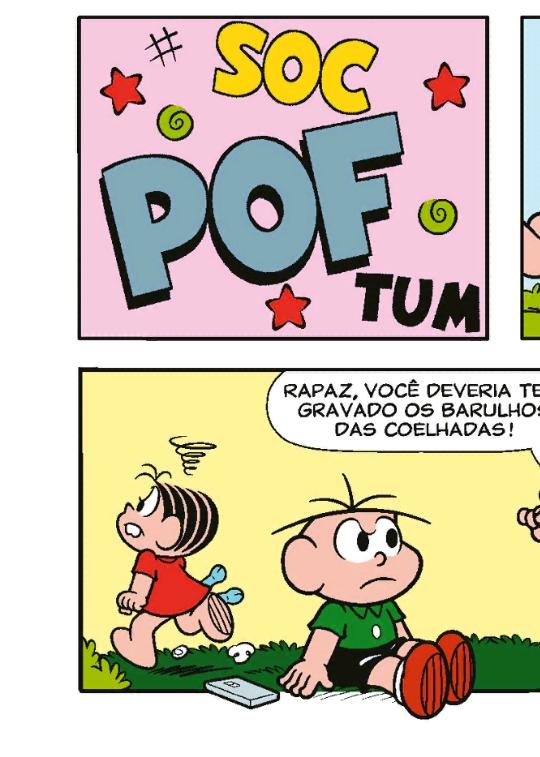 SOC
POF
TUM
RAPAZ, VOCÊ DEVERIA TE
GRAVADO OS BARULHOS
DAS COELHADAS!